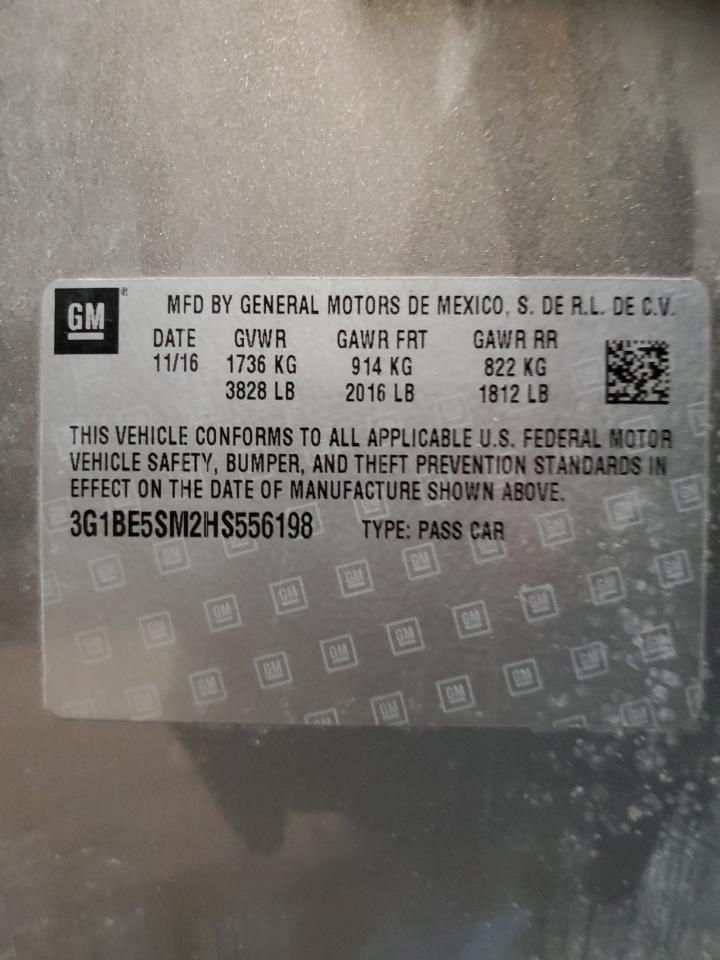 GM® MFD BY GENERAL MOTORS DE MEXICO, S. DE R.L. DE C.V.
DATE GVWR GAWR FRT GAWR RR
11/16 1736 KG 914 KG 822 KG
3828 LB 2016 LB 1812 LB
THIS VEHICLE CONFORMS TO ALL APPLICABLE U.S. FEDERAL MOTOR
VEHICLE SAFETY, BUMPER, AND THEFT PREVENTION STANDARDS IN
EFFECT ON THE DATE OF MANUFACTURE SHOWN ABOVE.
3G1BE5SM2HS556198 TYPE: PASS CAR